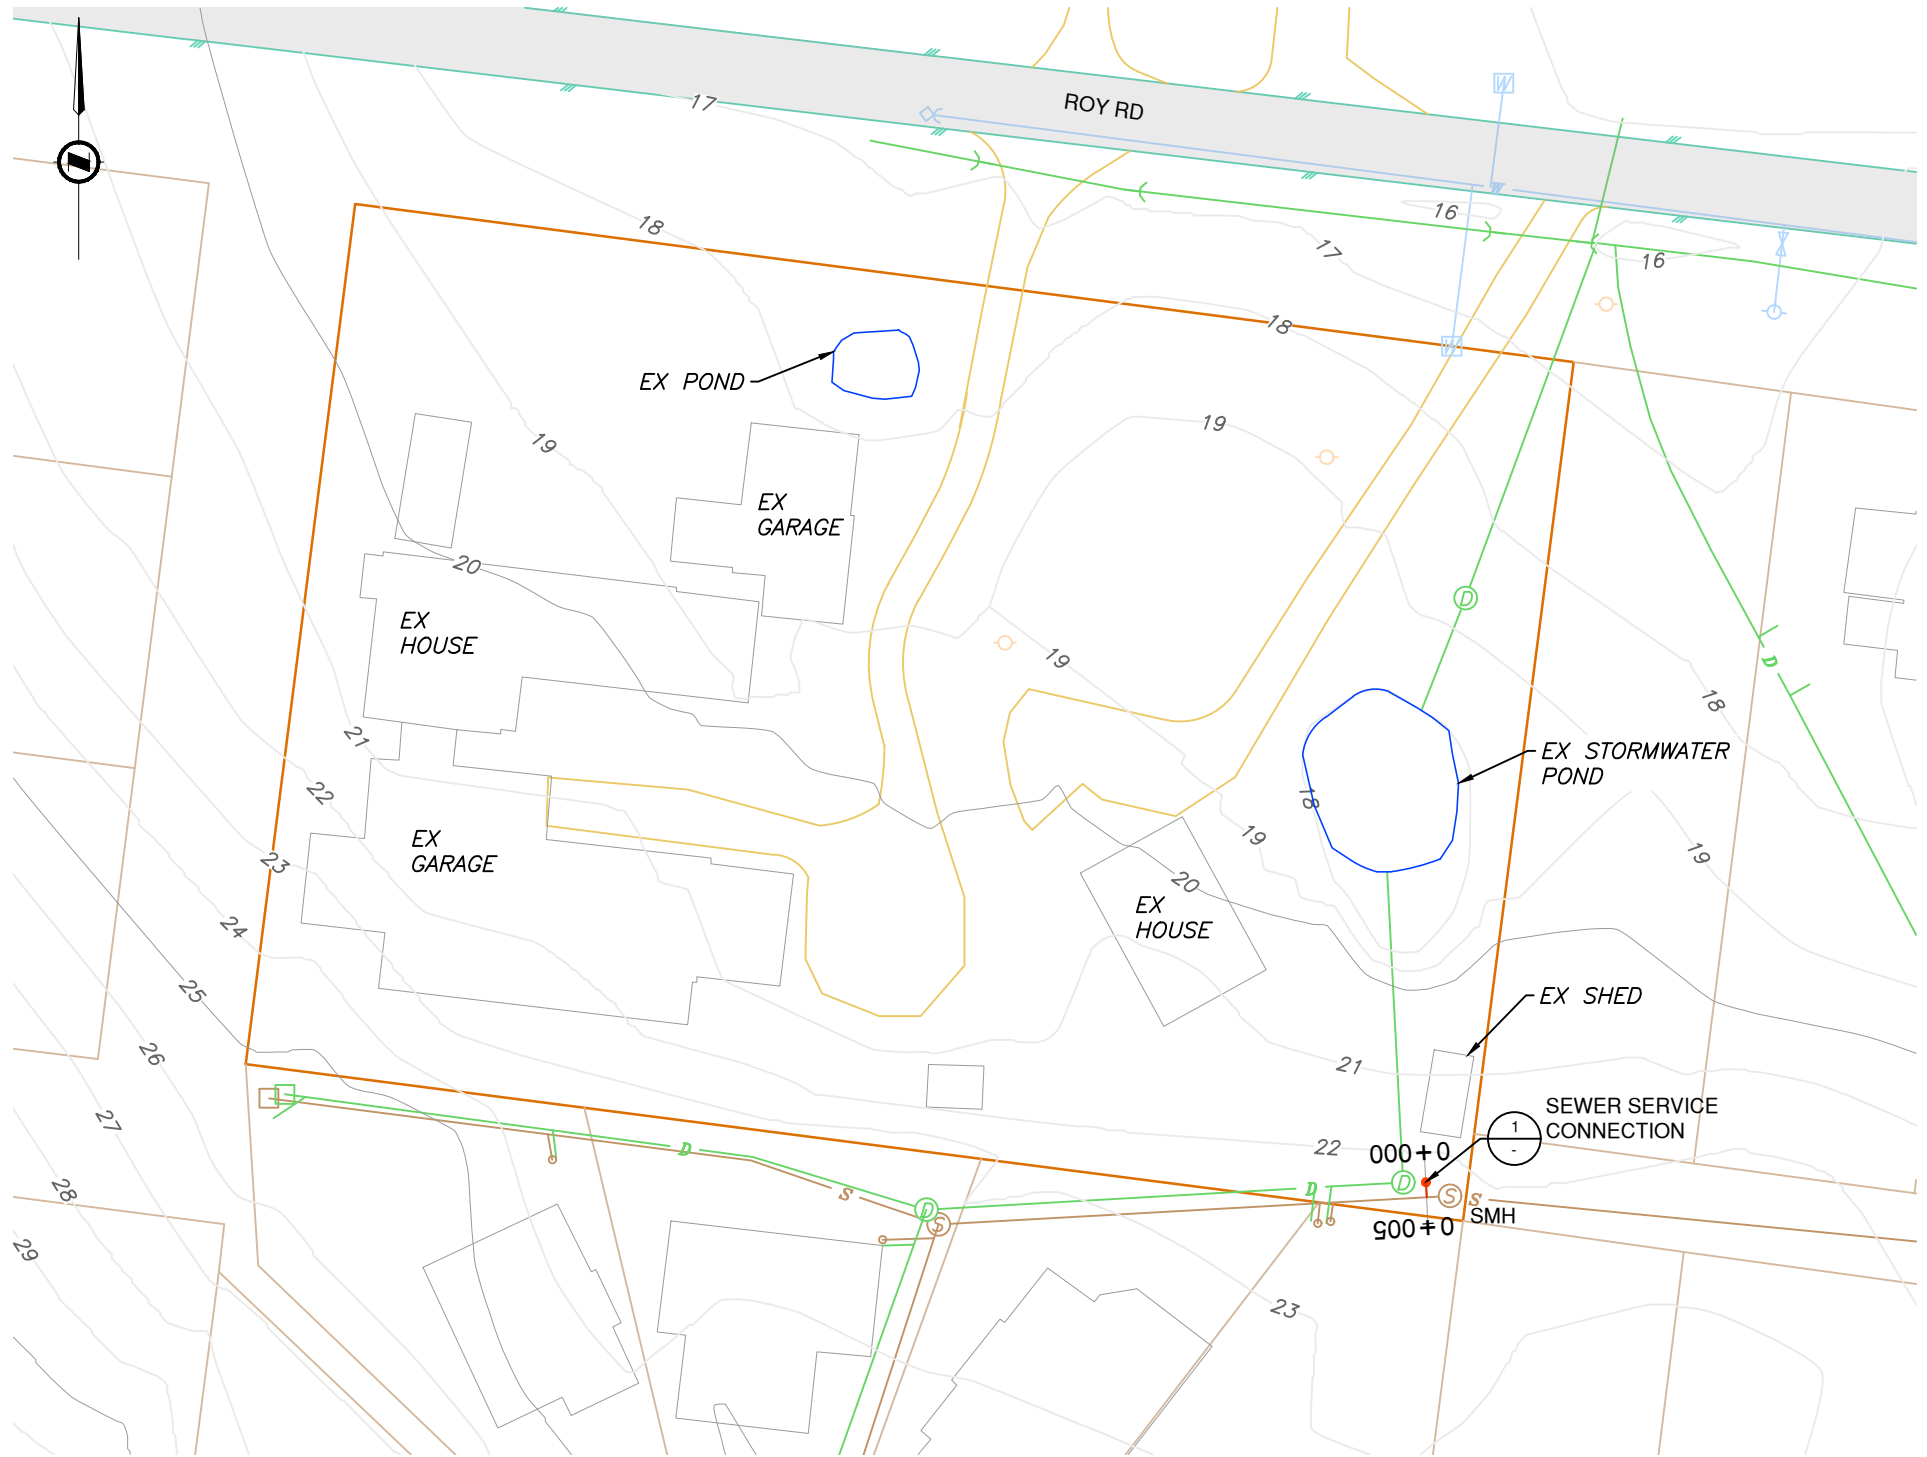 ROY RD
W
17
W
16
18
17
16
18
W
EX POND
19
19
EX
GARAGE
20
D
EX
HOUSE
19
D
18
21
EX STORMWATER
POND
22
18
EX
GARAGE
19
19
23
20
EX
HOUSE
24
25
EX SHED
26
21
SEWER SERVICE
CONNECTION
1
-
27
D
22
0+000
28
S
D
D
S
S
D
S
SMH
0+005
29
23